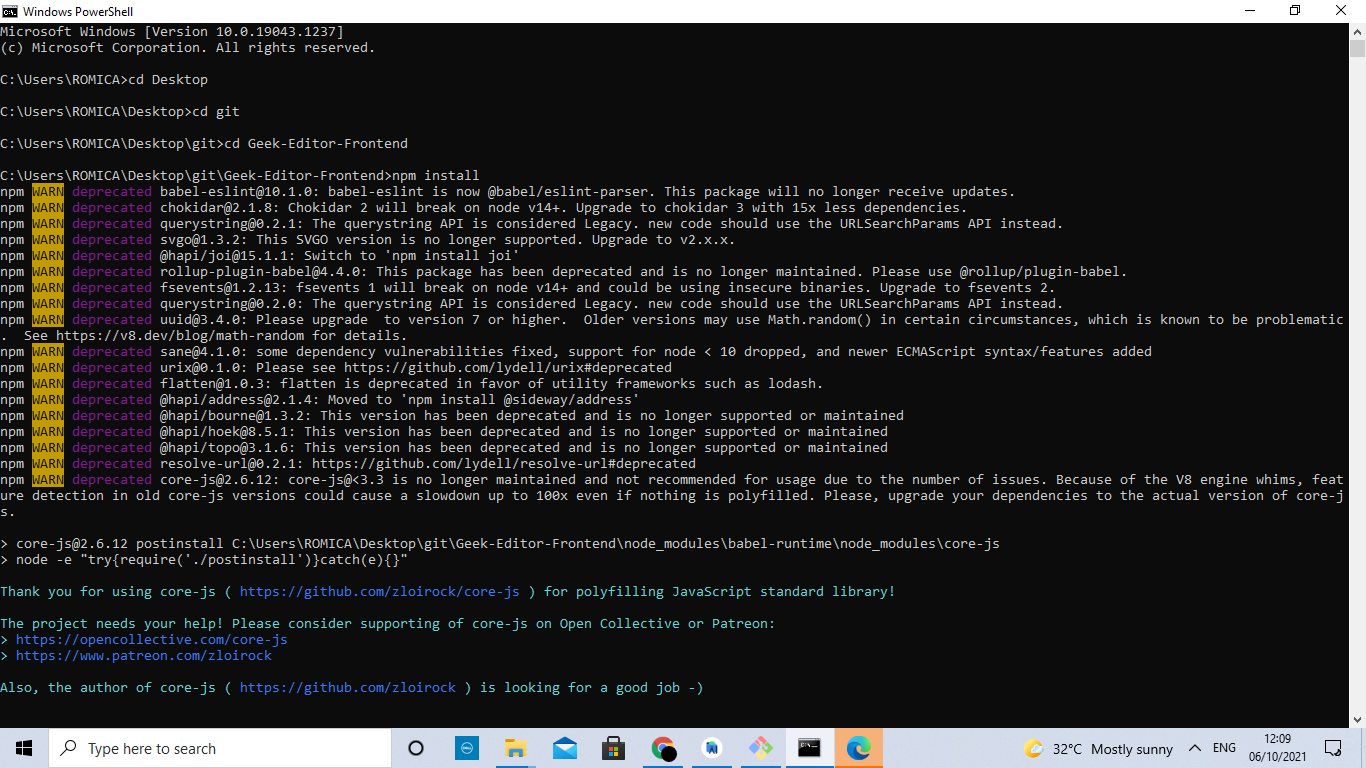 Windows PowerShell
Microsoft Windows [Version 10.0.19043.1237]
(c) Microsoft Corporation. All rights reserved.
C:\Users\ROMICA>cd Desktop
C:\Users\ROMICA\Desktop>cd git
C:\Users\ROMICA\Desktop\git>cd Geek-Editor-Frontend
C:\Users\ROMICA\Desktop\git\Geek-Editor-Frontend>npm install
npm WARN deprecated babel-eslint@10.1.0: babel-eslint is now @babel/eslint-parser. This package will no longer receive updates.
npm WARN deprecated chokidar@2.1.8: Chokidar 2 will break on node v14+. Upgrade to chokidar 3 with 15x less dependencies.
npm WARN deprecated querystring@0.2.1: The querystring API is considered Legacy. new code should use the URLSearchParams API instead.
npm WARN deprecated svgo@1.3.2: This SVGO version is no longer supported. Upgrade to v2.x.x.
npm WARN deprecated @hapi/joi@15.1.1: Switch to 'npm install joi'
npm WARN deprecated rollup-plugin-babel@4.4.0: This package has been deprecated and is no longer maintained. Please use @rollup/plugin-babel.
npm WARN deprecated fsevents@1.2.13: fsevents 1 will break on node v14+ and could be using insecure binaries. Upgrade to fsevents 2.
npm WARN deprecated querystring@0.2.0: The querystring API is considered Legacy. new code should use the URLSearchParams API instead.
npm WARN deprecated uuid@3.4.0: Please upgrade  to version 7 or higher.  Older versions may use Math.random() in certain circumstances, which is known to be problematic
.  See https://v8.dev/blog/math-random for details.
npm WARN deprecated sane@4.1.0: some dependency vulnerabilities fixed, support for node < 10 dropped, and newer ECMAScript syntax/features added
npm WARN deprecated urix@0.1.0: Please see https://github.com/lydell/urix#deprecated
npm WARN deprecated flatten@1.0.3: flatten is deprecated in favor of utility frameworks such as lodash.
npm WARN deprecated @hapi/address@2.1.4: Moved to 'npm install @sideway/address'
npm WARN deprecated @hapi/bourne@1.3.2: This version has been deprecated and is no longer supported or maintained
npm WARN deprecated @hapi/hoek@8.5.1: This version has been deprecated and is no longer supported or maintained
npm WARN deprecated @hapi/topo@3.1.6: This version has been deprecated and is no longer supported or maintained
npm WARN deprecated resolve-url@0.2.1: https://github.com/lydell/resolve-url#deprecated
npm WARN deprecated core-js@2.6.12: core-js@<3.3 is no longer maintained and not recommended for usage due to the number of issues. Because of the V8 engine whims, feat
ure detection in old core-js versions could cause a slowdown up to 100x even if nothing is polyfilled. Please, upgrade your dependencies to the actual version of core-j
s.
> core-js@2.6.12 postinstall C:\Users\ROMICA\Desktop\git\Geek-Editor-Frontend\node_modules\babel-runtime\node_modules\core-js
> node -e "try{require('./postinstall')}catch(e){}"
Thank you for using core-js ( https://github.com/zloirock/core-js ) for polyfilling JavaScript standard library!
The project needs your help! Please consider supporting of core-js on Open Collective or Patreon:
> https://opencollective.com/core-js
> https://www.patreon.com/zloirock
Also, the author of core-js ( https://github.com/zloirock ) is looking for a good job -)
Type here to search
32°C Mostly sunny
ENG
12:09
06/10/2021